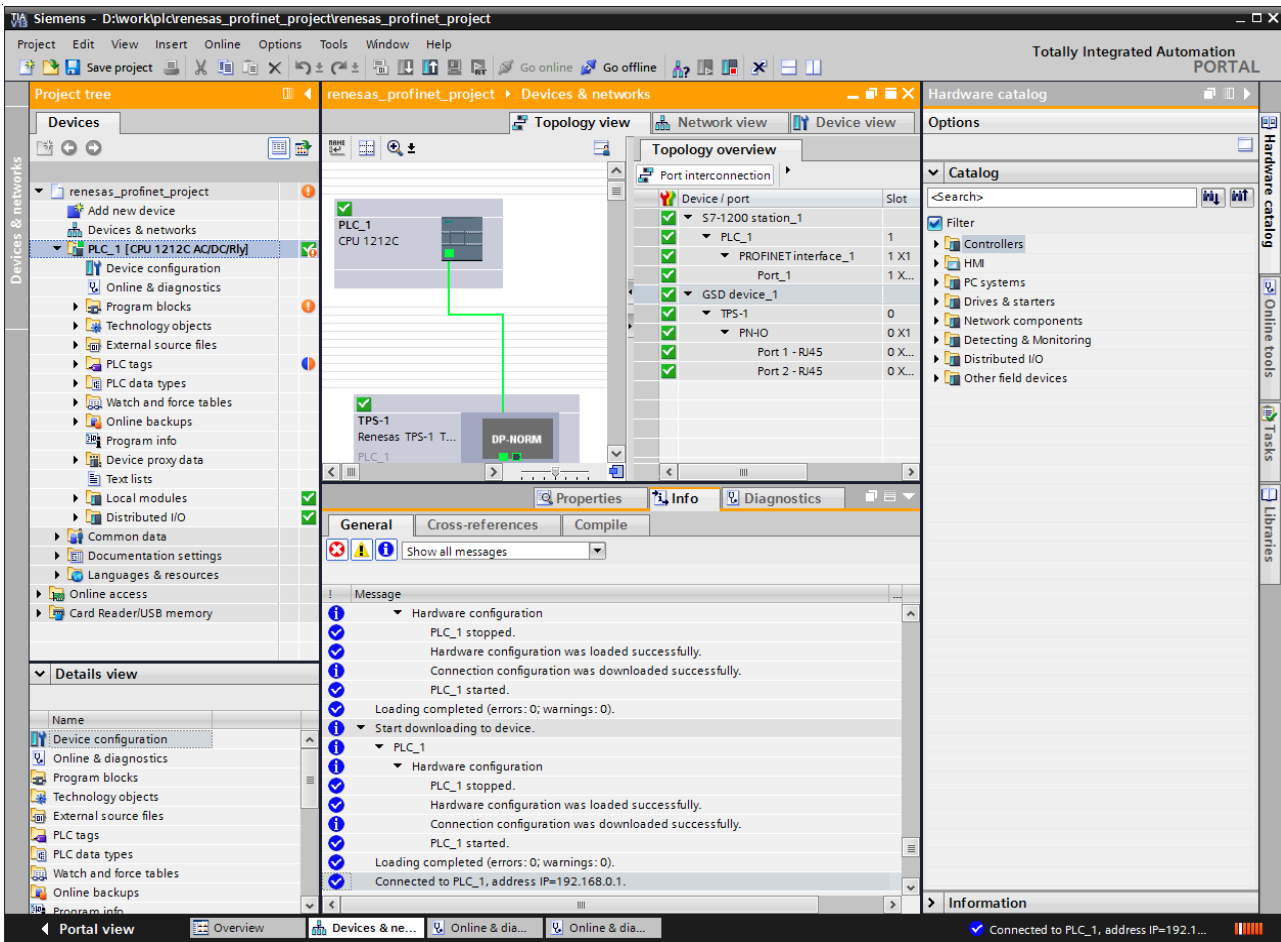 TIA V13 Siemens - D:\work\plc\renesas_profinet_project\renesas_profinet_project
Project Edit View Insert Online Options Tools Window Help
Save project Go online Go offline
Totally Integrated Automation
PORTAL
Project tree
Devices
Devices & networks
renesas_profinet_project
Add new device
Devices & networks
PLC_1 [CPU 1212C AC/DC/Rly]
Device configuration
Online & diagnostics
Program blocks
Technology objects
External source files
PLC tags
PLC data types
Watch and force tables
Online backups
Program info
Device proxy data
Text lists
Local modules
Distributed I/O
Common data
Documentation settings
Languages & resources
Online access
Card Reader/USB memory
Details view
Name
Device configuration
Online & diagnostics
Program blocks
Technology objects
External source files
PLC tags
PLC data types
Watch and force tables
Online backups
Program info
renesas_profinet_project Devices & networks
Topology view Network view Device view
PLC_1
CPU 1212C
TPS-1
Renesas TPS-1 T...
PLC_1
DP-NORM
Topology overview
Port interconnection
Device / port Slot
S7-1200 station_1
PLC_1 1
PROFINET interface_1 1 X1
Port_1 1 X...
GSD device_1
TPS-1 0
PN-IO 0 X1
Port 1 - RJ45 0 X...
Port 2 - RJ45 0 X...
Properties Info Diagnostics
General Cross-references Compile
Show all messages
! Message ...
Hardware configuration
PLC_1 stopped.
Hardware configuration was loaded successfully.
Connection configuration was downloaded successfully.
PLC_1 started.
Loading completed (errors: 0; warnings: 0).
Start downloading to device.
PLC_1
Hardware configuration
PLC_1 stopped.
Hardware configuration was loaded successfully.
Connection configuration was downloaded successfully.
PLC_1 started.
Loading completed (errors: 0; warnings: 0).
Connected to PLC_1, address IP=192.168.0.1.
Hardware catalog
Options
Catalog
<Search>
Filter
Controllers
HMI
PC systems
Drives & starters
Network components
Detecting & Monitoring
Distributed I/O
Other field devices
Information
Hardware catalog
Online tools
Tasks
Libraries
Portal view Overview Devices & ne... Online & dia... Online & dia...
Connected to PLC_1, address IP=192.1...